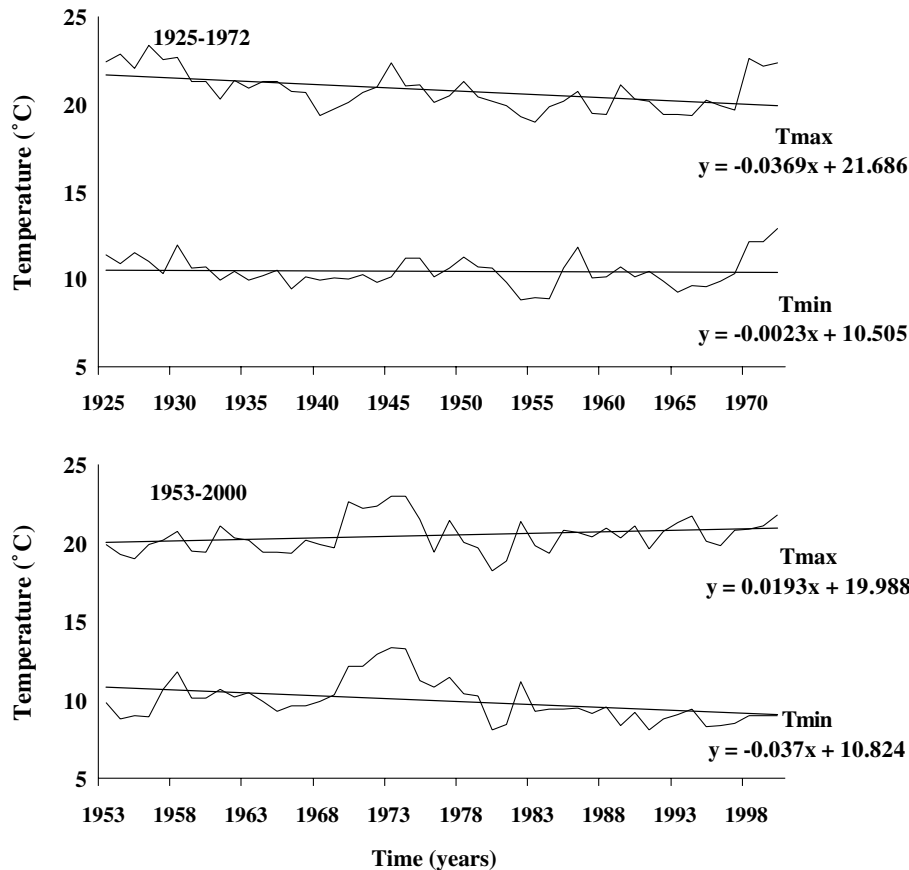 25
1925-1972
20
15
10
5
Temperature (˚C)
Tmax
y = -0.0369x + 21.686
Tmin
y = -0.0023x + 10.505
1925 1930 1935 1940 1945 1950 1955 1960 1965 1970
25
1953-2000
20
15
10
5
Temperature (˚C)
Tmax
y = 0.0193x + 19.988
Tmin
y = -0.037x + 10.824
1953 1958 1963 1968 1973 1978 1983 1988 1993 1998
Time (years)